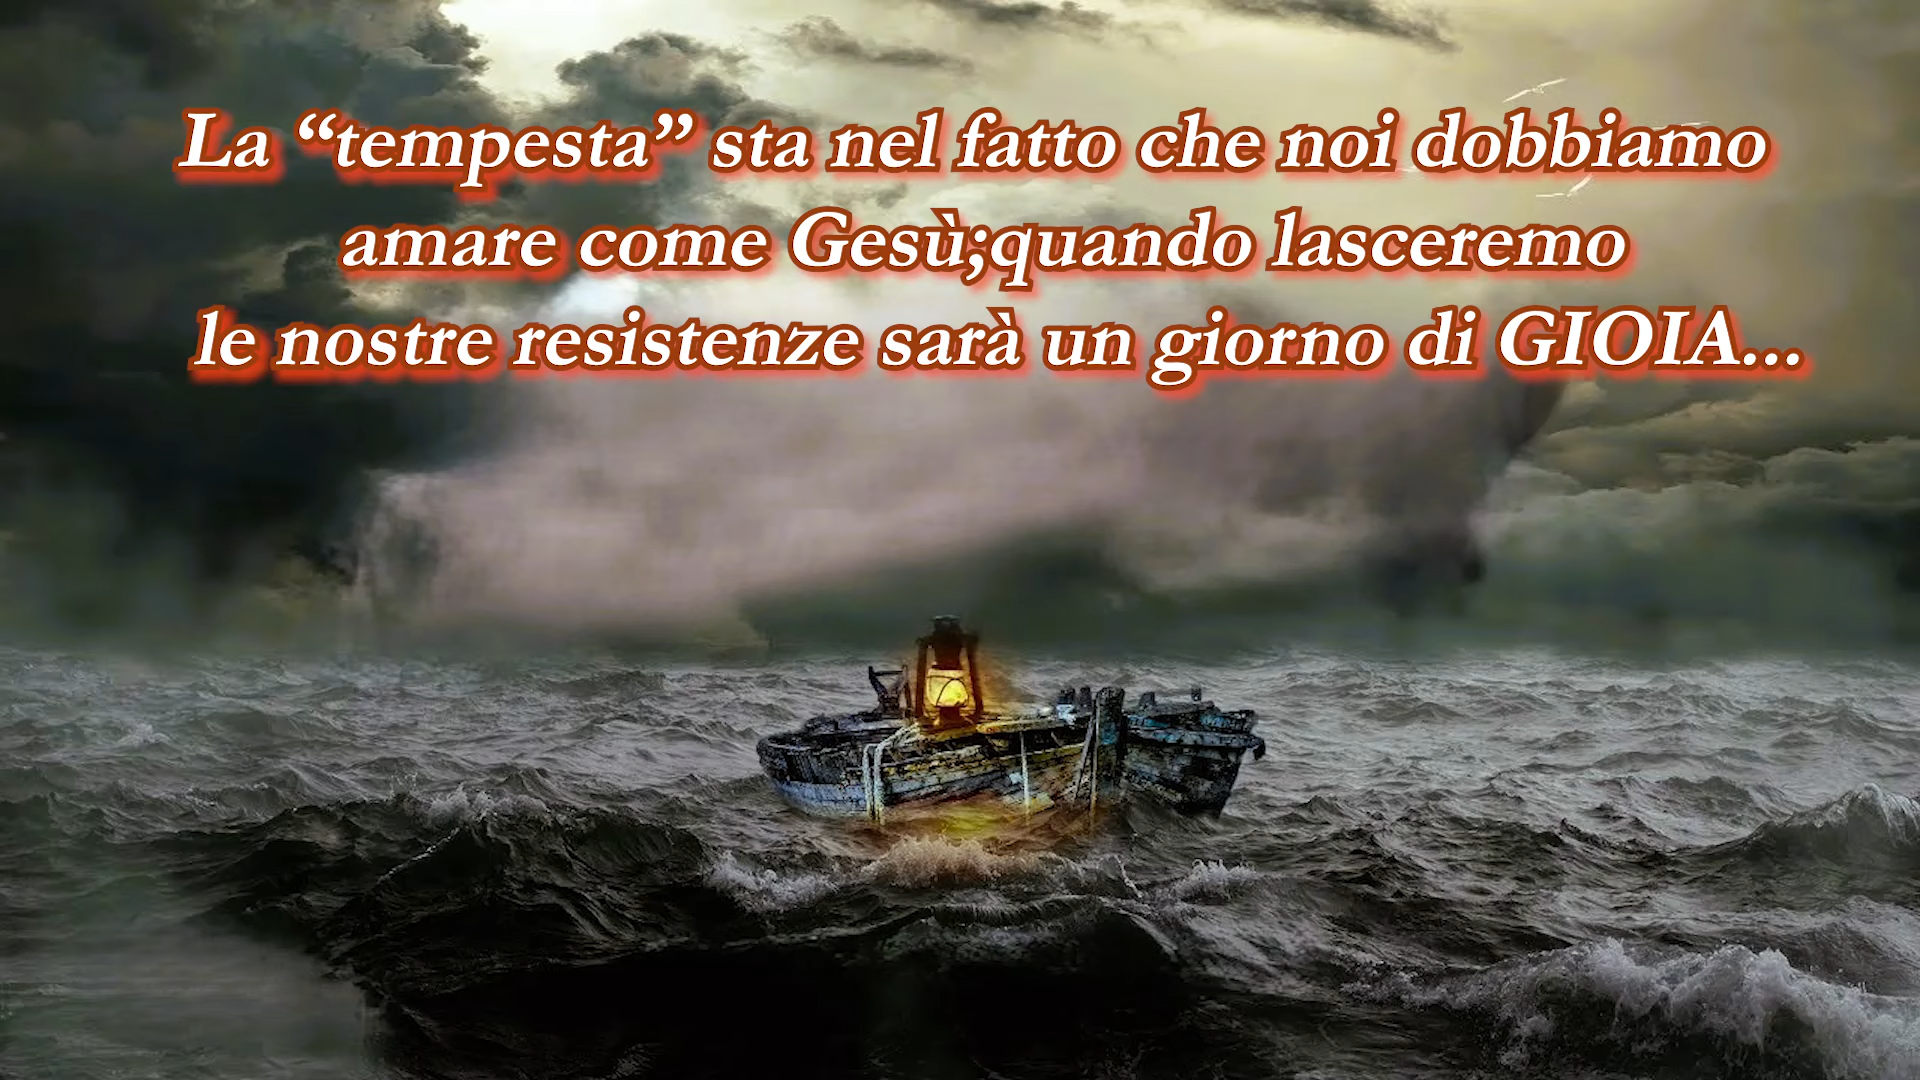 La “tempesta” sta nel fatto che noi dobbiamo
amare come Gesù;quando lasceremo
le nostre resistenze sarà un giorno di GIOIA...